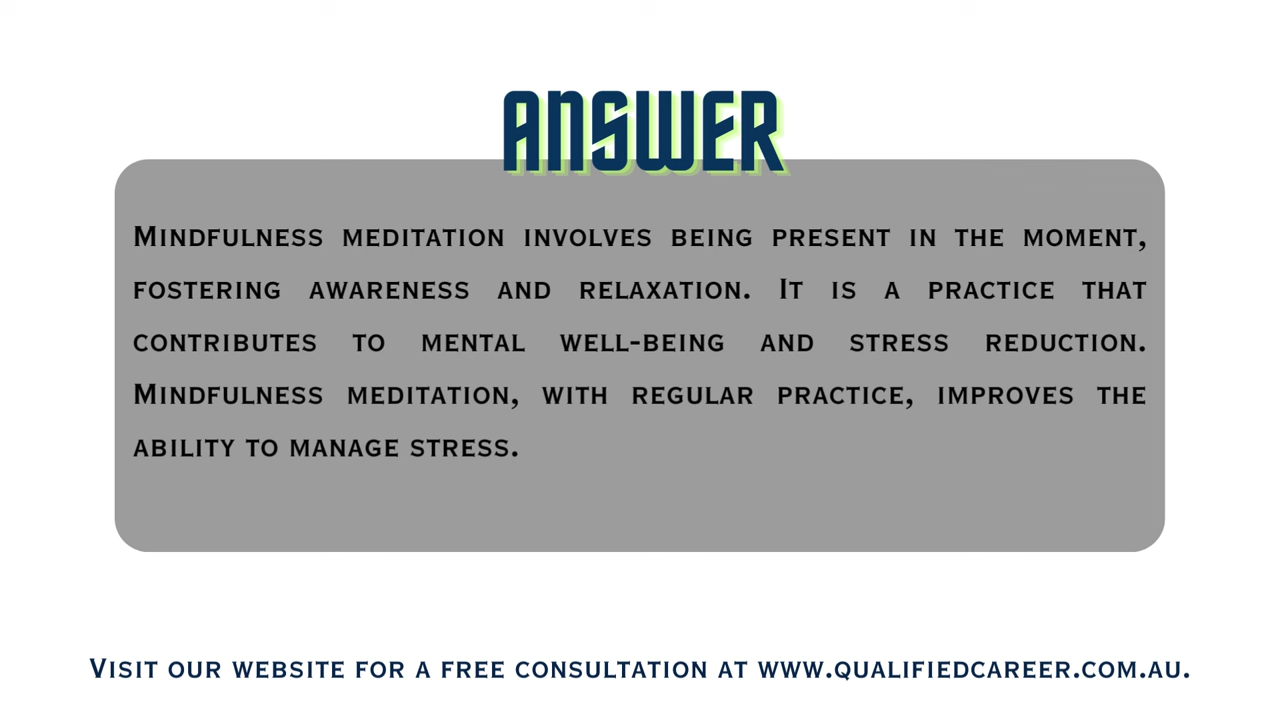 ANSWER
Mindfulness meditation involves being present in the moment,
fostering awareness and relaxation. It is a practice that
contributes to mental well-being and stress reduction.
Mindfulness meditation, with regular practice, improves the
ability to manage stress.
Visit our website for a free consultation at www.qualifiedcareer.com.au.